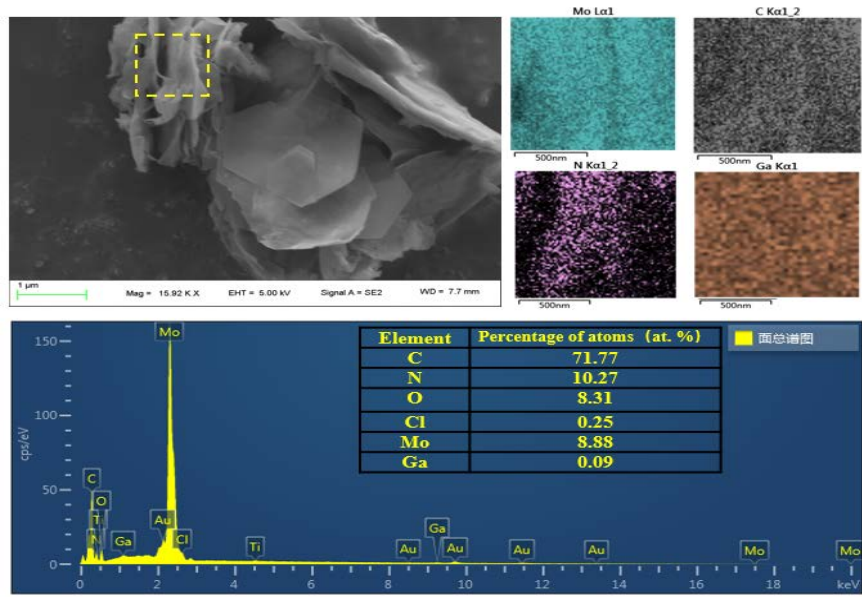 Mo Lα1
C Kα1_2
500nm
500nm
N Kα1_2
Ga Kα1
500nm
500nm
1 μm
Mag = 15.92 K X
EHT = 5.00 kV
Signal A = SE2
WD = 7.7 mm
Element
Percentage of atoms (at. %)
C
71.77
N
10.27
O
8.31
Cl
0.25
Mo
8.88
Ga
0.09
面总谱图
cps/eV
150
100
50
0
Mo
C
O
T
N
Ga
Au
Cl
Ti
Au
Ga
Au
Au
Au
Mo
Mo
0
2
4
6
8
10
12
14
16
18
keV